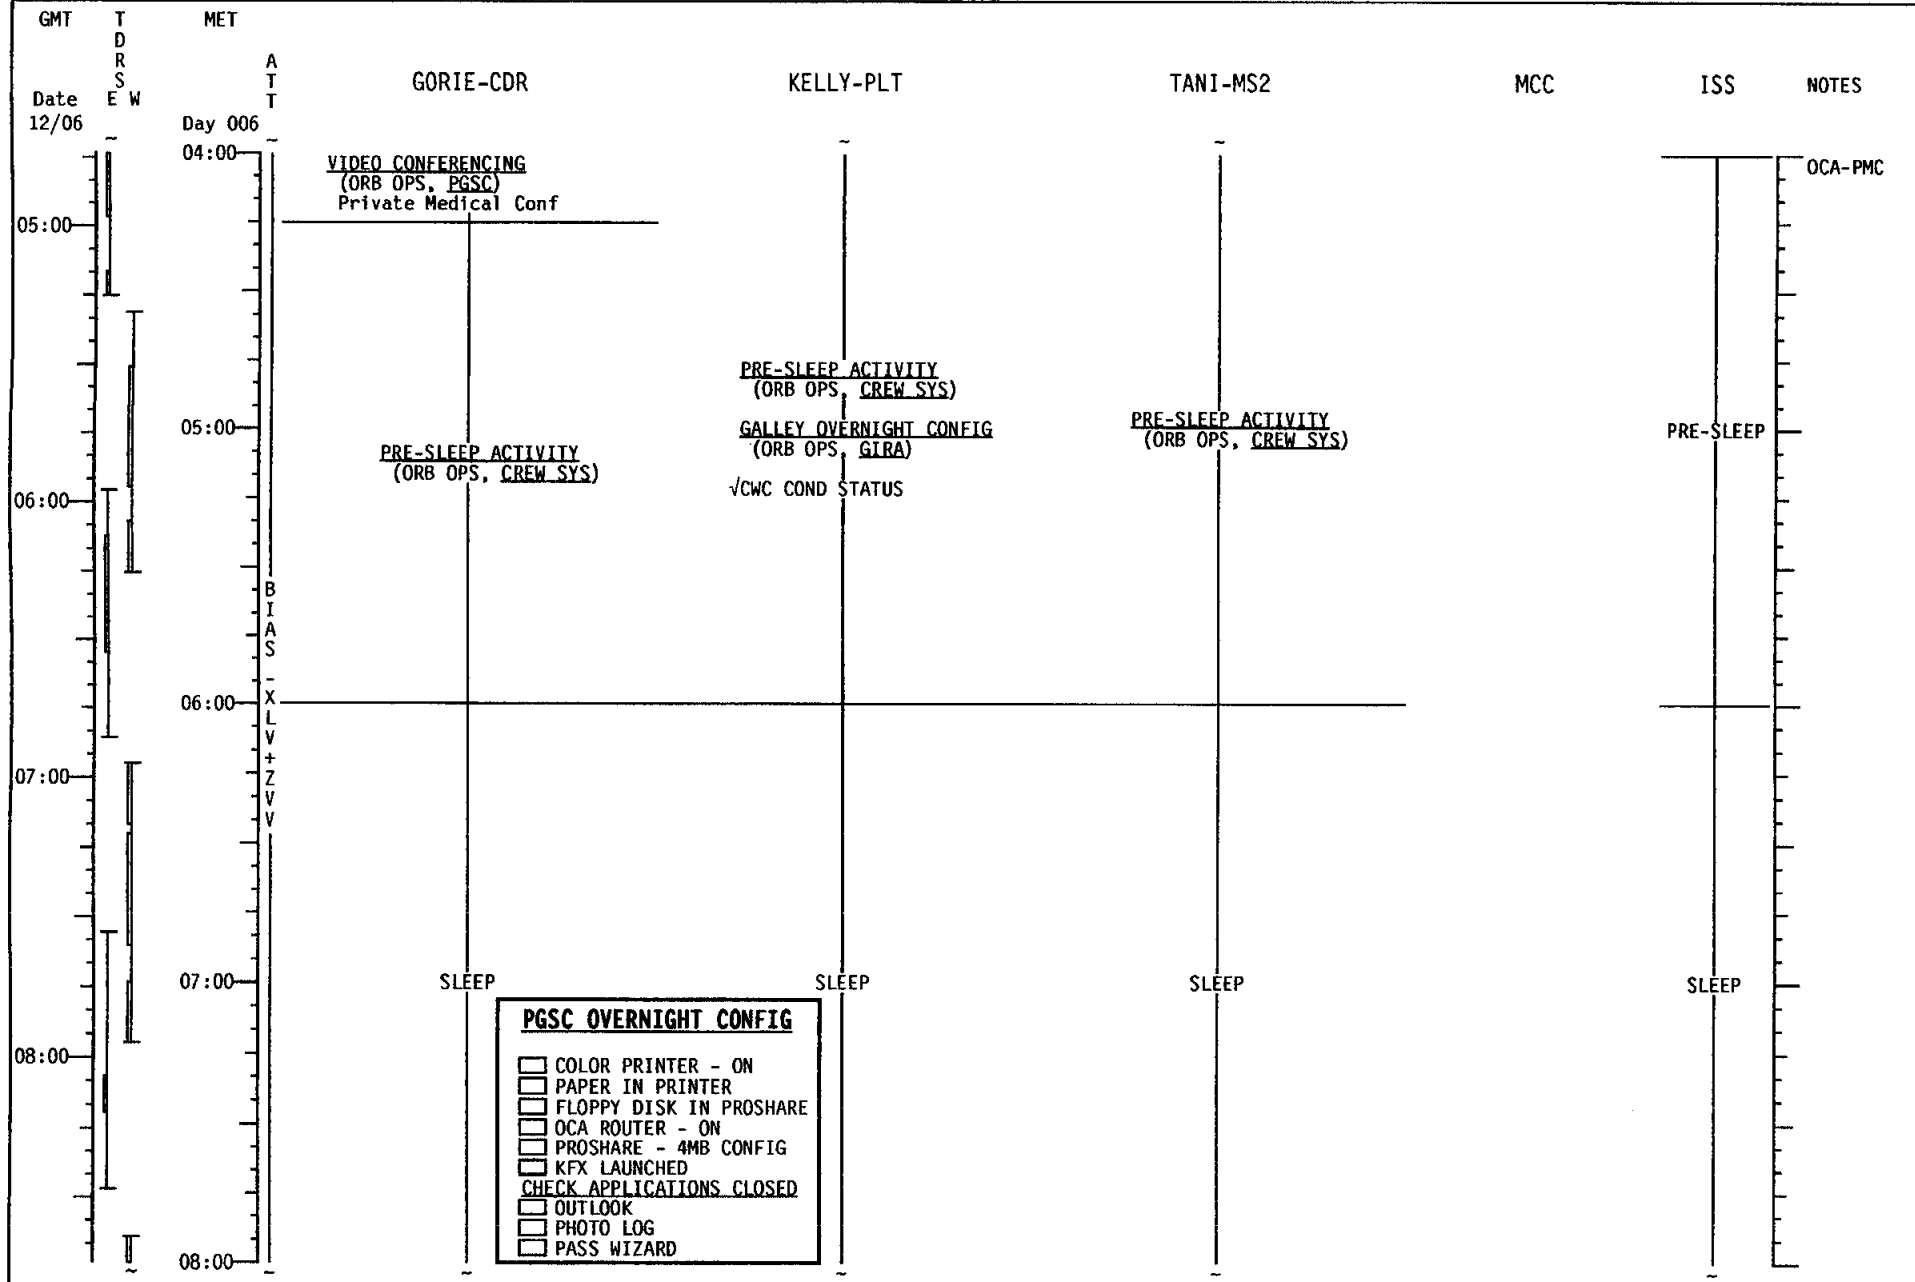 GMT TDRS MET
ATT
GORIE-CDR KELLY-PLT TANI-MS2 MCC ISS NOTES
Date E W
12/06 Day 006
~ ~ ~ ~
04:00
VIDEO CONFERENCING
(ORB OPS, PGSC)
Private Medical Conf
OCA-PMC
05:00
PRE-SLEEP ACTIVITY
(ORB OPS, CREW SYS)
GALLEY OVERNIGHT CONFIG
(ORB OPS, GIRA)
√CWC COND STATUS
PRE-SLEEP ACTIVITY
(ORB OPS, CREW SYS)
05:00
PRE-SLEEP
PRE-SLEEP ACTIVITY
(ORB OPS, CREW SYS)
06:00
BIAS -XLV+ZVV
06:00
07:00
07:00 SLEEP SLEEP SLEEP SLEEP
PGSC OVERNIGHT CONFIG
COLOR PRINTER - ON
PAPER IN PRINTER
FLOPPY DISK IN PROSHARE
OCA ROUTER - ON
PROSHARE - 4MB CONFIG
KFX LAUNCHED
CHECK APPLICATIONS CLOSED
OUTLOOK
PHOTO LOG
PASS WIZARD
08:00
08:00
~ ~ ~ ~ ~ ~